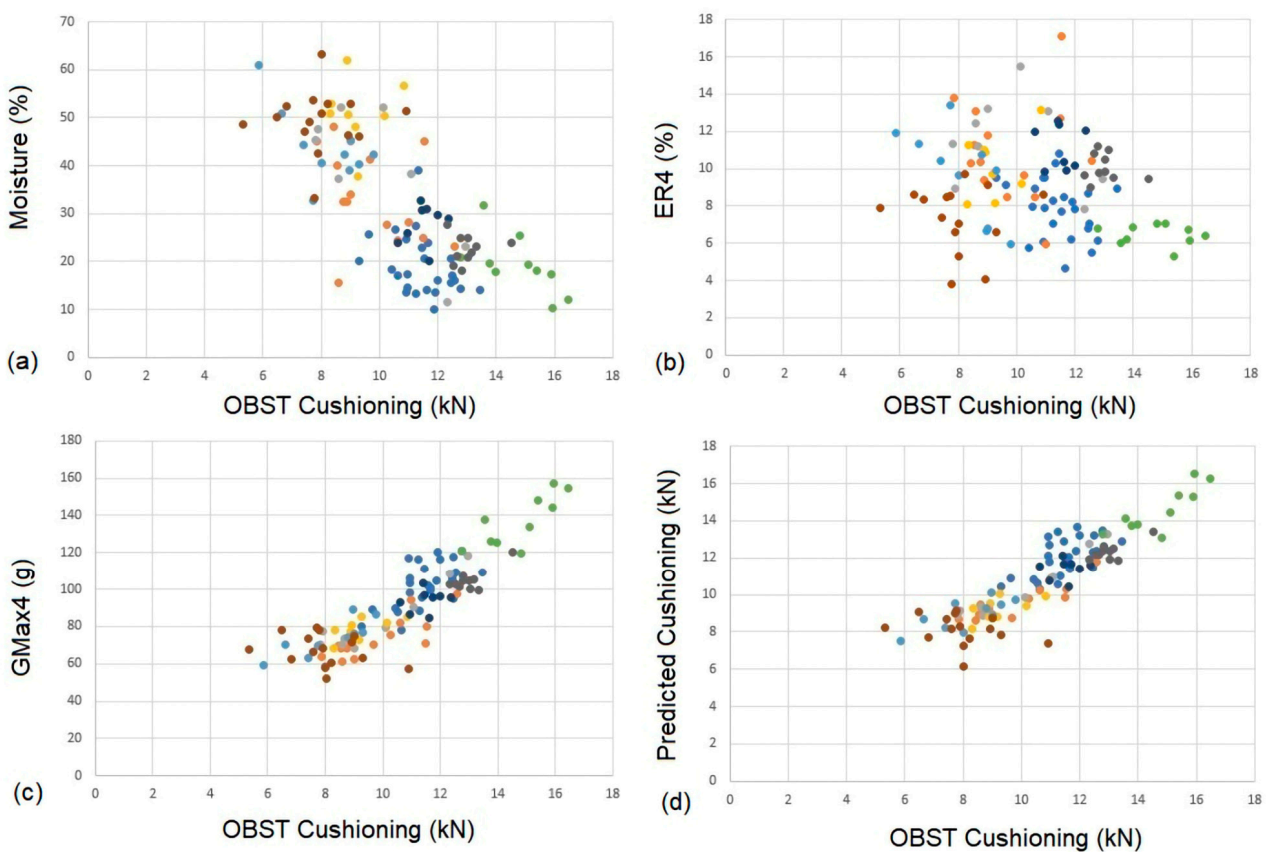 70
60
50
40
30
20
10
0
Moisture (%)
(a)
0 2 4 6 8 10 12 14 16 18
OBST Cushioning (kN)
18
16
14
12
10
8
6
4
2
0
ER4 (%)
(b)
0 2 4 6 8 10 12 14 16 18
OBST Cushioning (kN)
180
160
140
120
100
80
60
40
20
0
GMax4 (g)
(c)
0 2 4 6 8 10 12 14 16 18
OBST Cushioning (kN)
18
16
14
12
10
8
6
4
2
0
Predicted Cushioning (kN)
(d)
0 2 4 6 8 10 12 14 16 18
OBST Cushioning (kN)